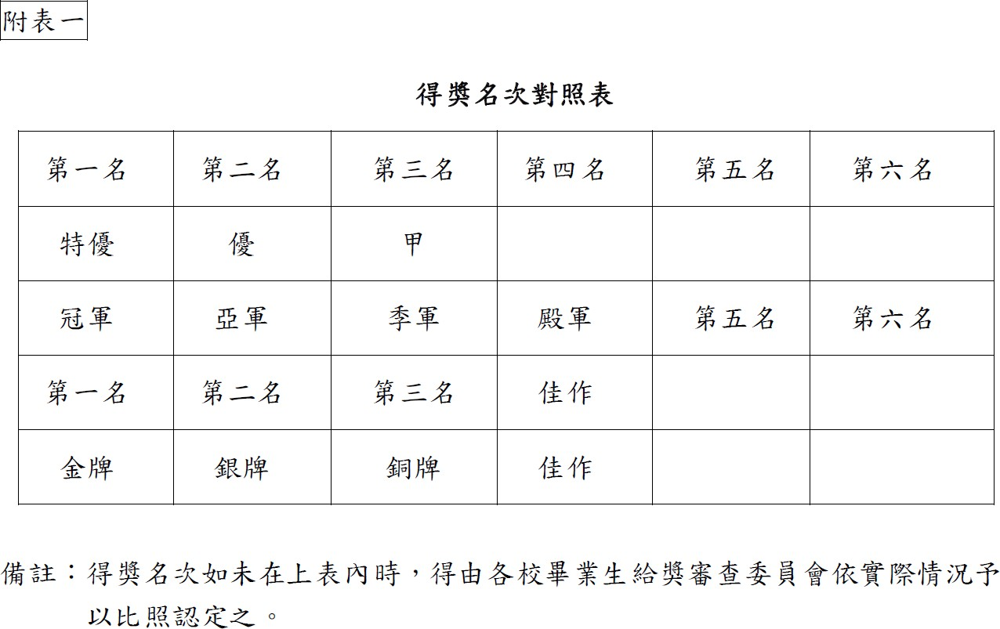 附表一
得獎名次對照表
第一名 第二名 第三名 第四名 第五名 第六名
特優 優 甲
冠軍 亞軍 季軍 殿軍 第五名 第六名
第一名 第二名 第三名 佳作
金牌 銀牌 銅牌 佳作
備註：得獎名次如未在上表內時，得由各校畢業生給獎審查委員會依實際情況予
以比照認定之。